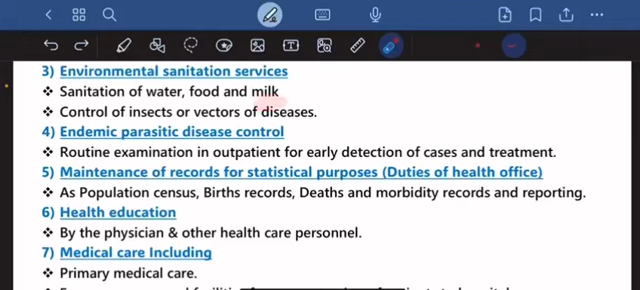 3) Environmental sanitation services
❖ Sanitation of water, food and milk
❖ Control of insects or vectors of diseases.
4) Endemic parasitic disease control
❖ Routine examination in outpatient for early detection of cases and treatment.
5) Maintenance of records for statistical purposes (Duties of health office)
❖ As Population census, Births records, Deaths and morbidity records and reporting.
6) Health education
❖ By the physician & other health care personnel.
7) Medical care Including
❖ Primary medical care.